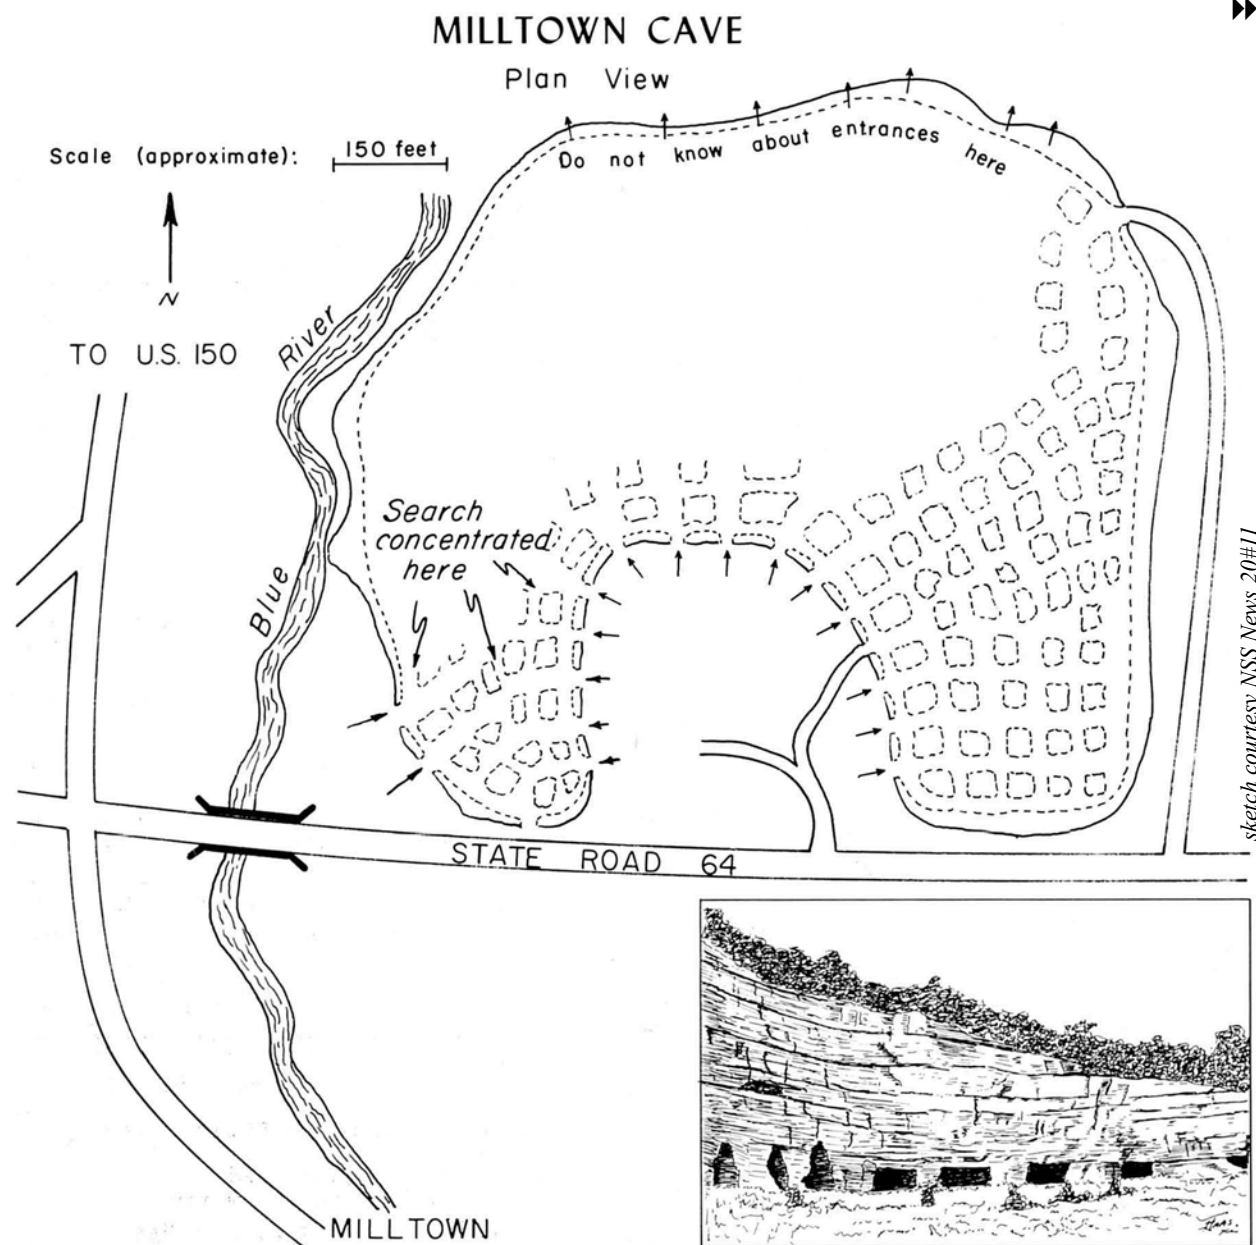 MILLTOWN CAVE
Plan View
Scale (approximate):
150 feet
Do not know about entrances here
N
TO U.S. 150
River
Blue
Search
concentrated
here
STATE ROAD 64
MILLTOWN
sketch courtesy NSS News 20#11
HAAS